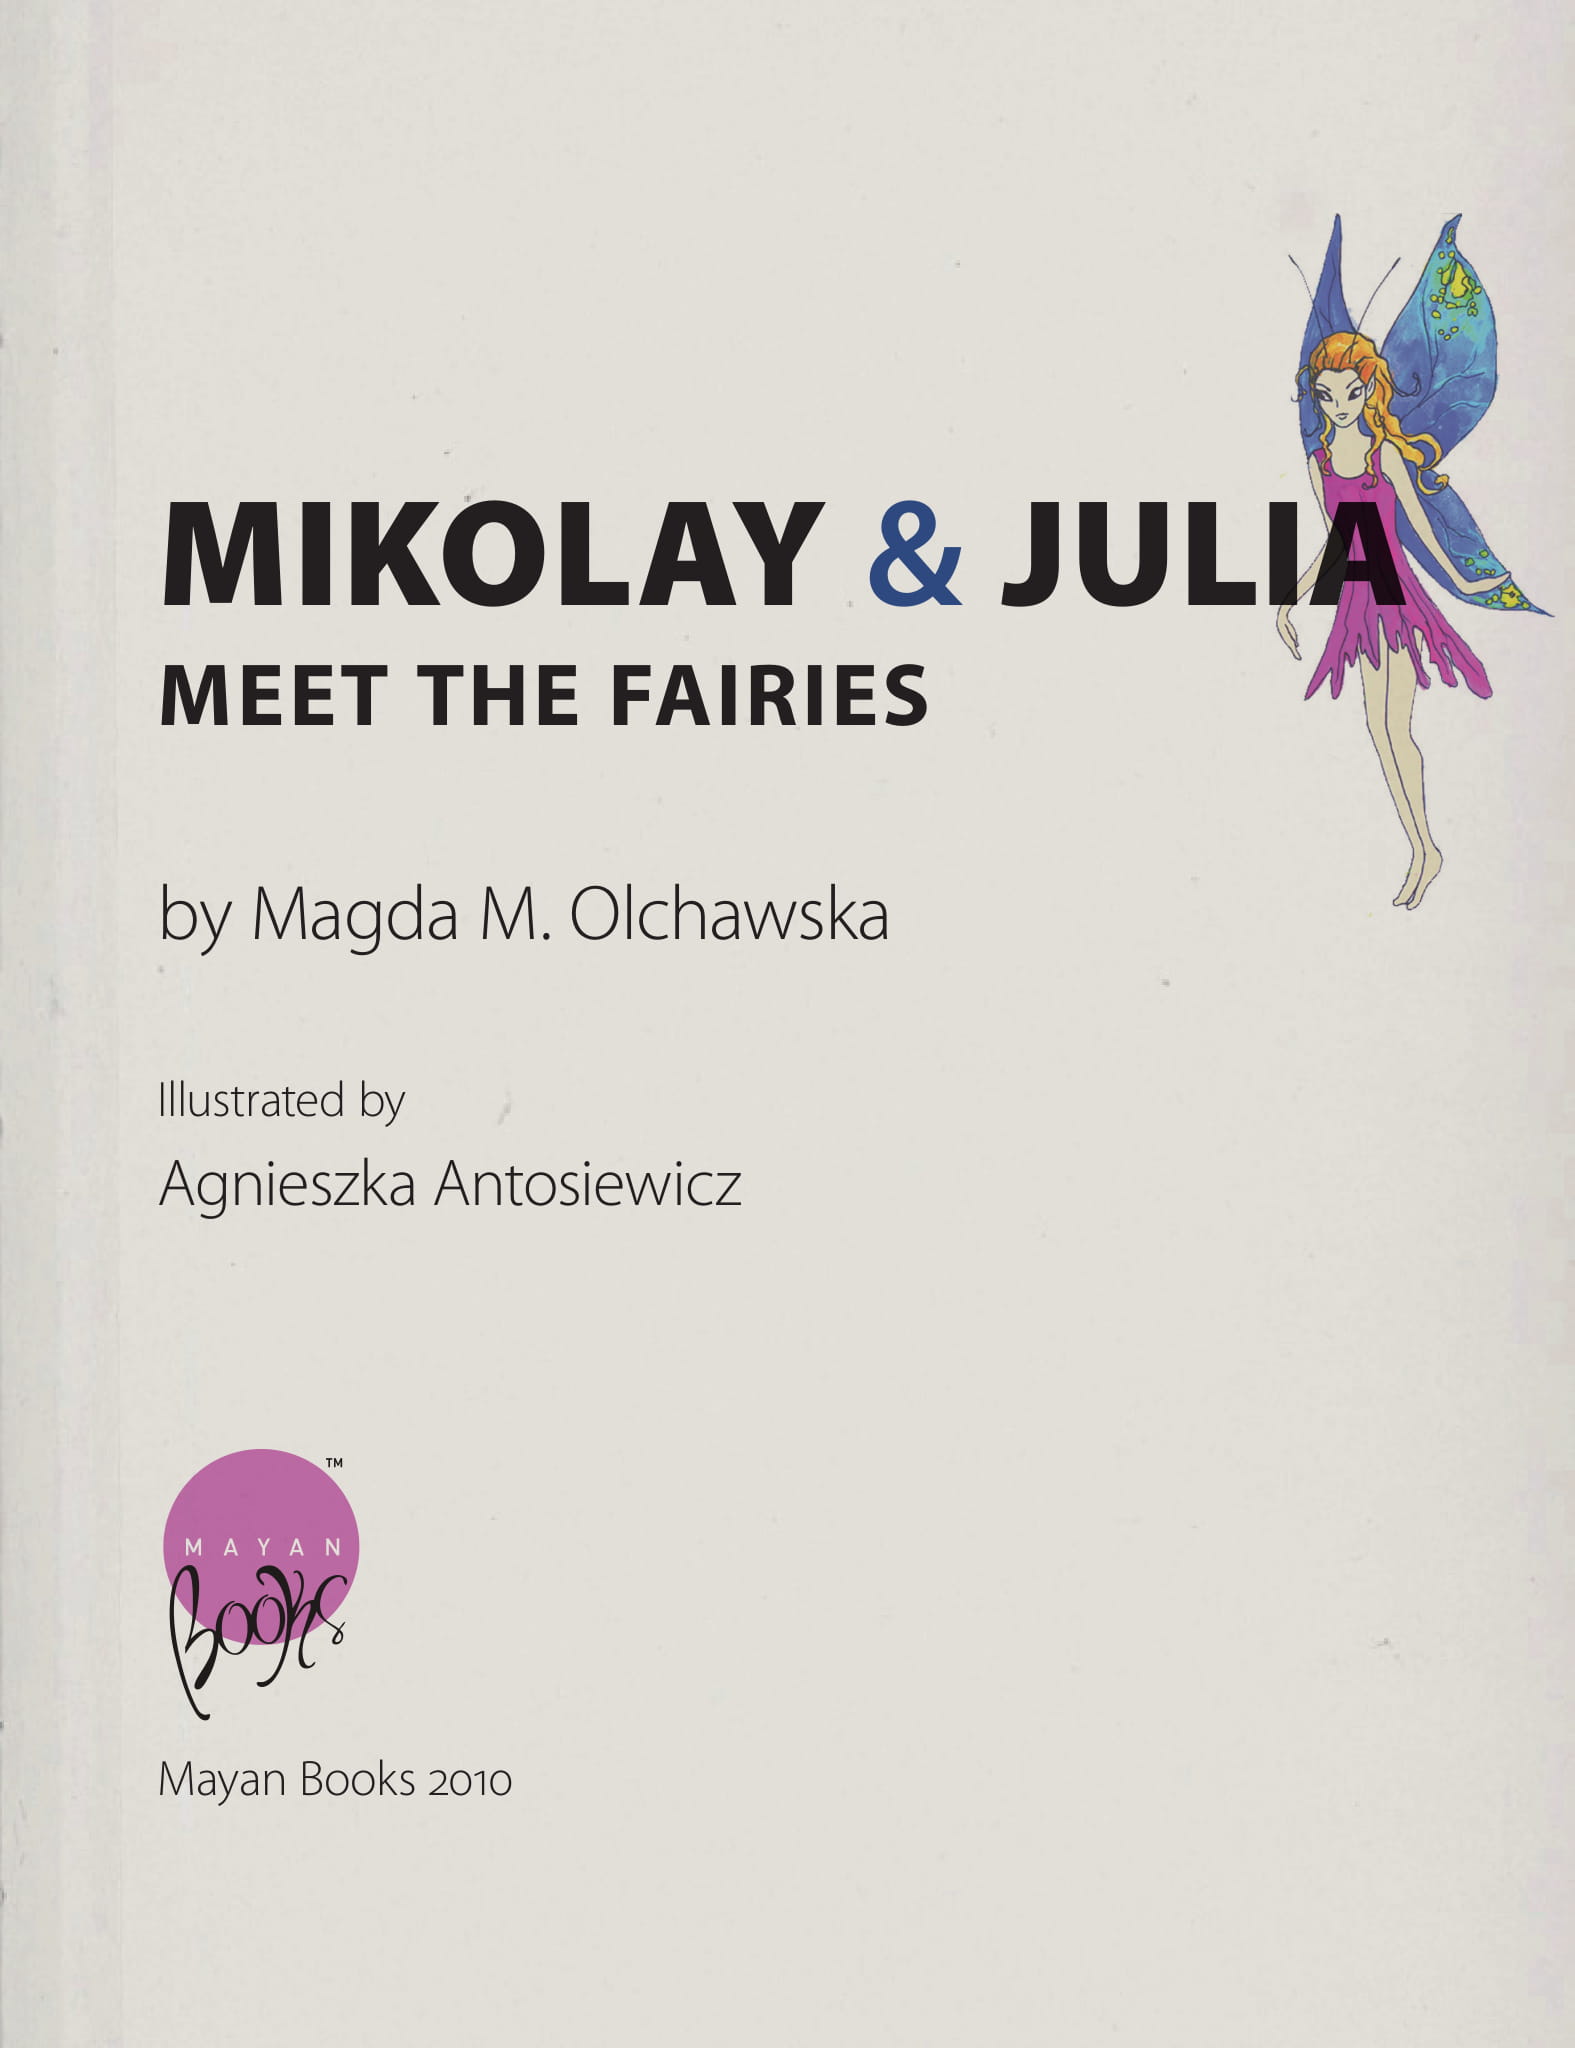 MIKOLAY & JULIA
MEET THE FAIRIES
by Magda M. Olchawska
Illustrated by
Agnieszka Antosiewicz
TM
MAYAN
Books
Mayan Books 2010